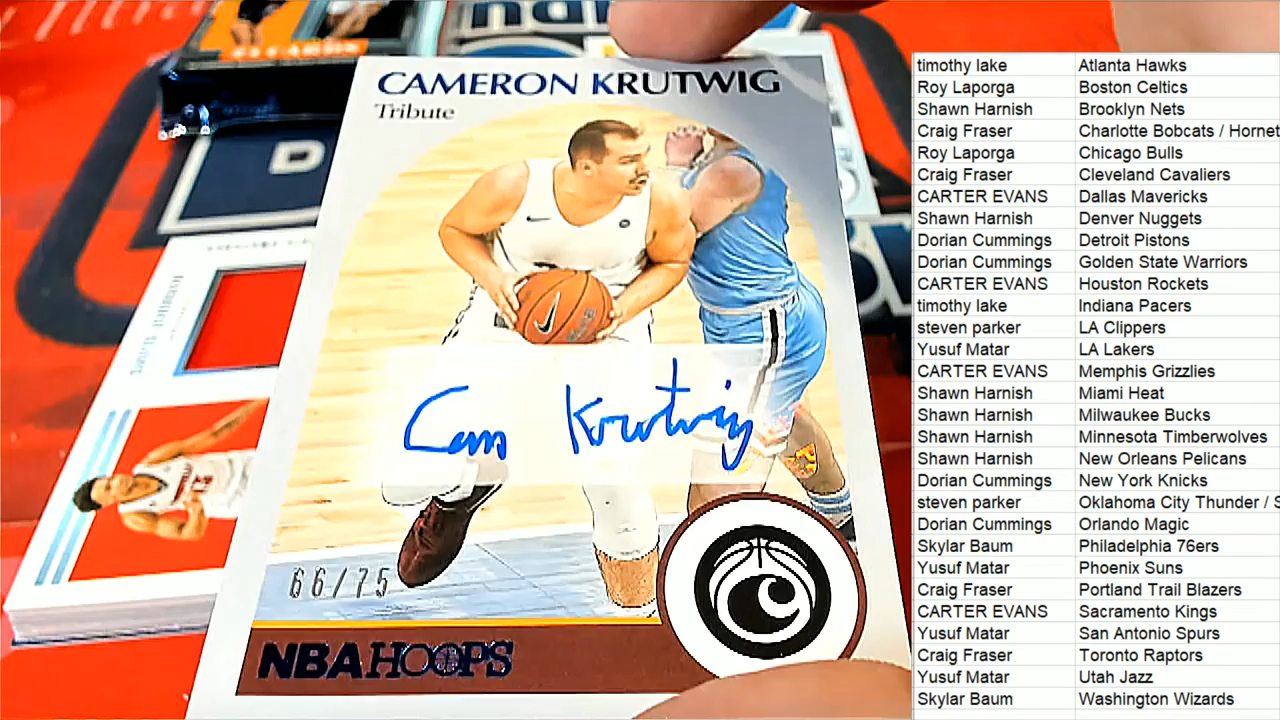 CAMERON KRUTWIG
Tribute
Cam Krutwig
66/75
NBA HOOPS
timothy lake Atlanta Hawks
Roy Laporga Boston Celtics
Shawn Harnish Brooklyn Nets
Craig Fraser Charlotte Bobcats / Hornet
Roy Laporga Chicago Bulls
Craig Fraser Cleveland Cavaliers
CARTER EVANS Dallas Mavericks
Shawn Harnish Denver Nuggets
Dorian Cummings Detroit Pistons
Dorian Cummings Golden State Warriors
CARTER EVANS Houston Rockets
timothy lake Indiana Pacers
steven parker LA Clippers
Yusuf Matar LA Lakers
CARTER EVANS Memphis Grizzlies
Shawn Harnish Miami Heat
Shawn Harnish Milwaukee Bucks
Shawn Harnish Minnesota Timberwolves
Shawn Harnish New Orleans Pelicans
Dorian Cummings New York Knicks
steven parker Oklahoma City Thunder / S
Dorian Cummings Orlando Magic
Skylar Baum Philadelphia 76ers
Yusuf Matar Phoenix Suns
Craig Fraser Portland Trail Blazers
CARTER EVANS Sacramento Kings
Yusuf Matar San Antonio Spurs
Craig Fraser Toronto Raptors
Yusuf Matar Utah Jazz
Skylar Baum Washington Wizards